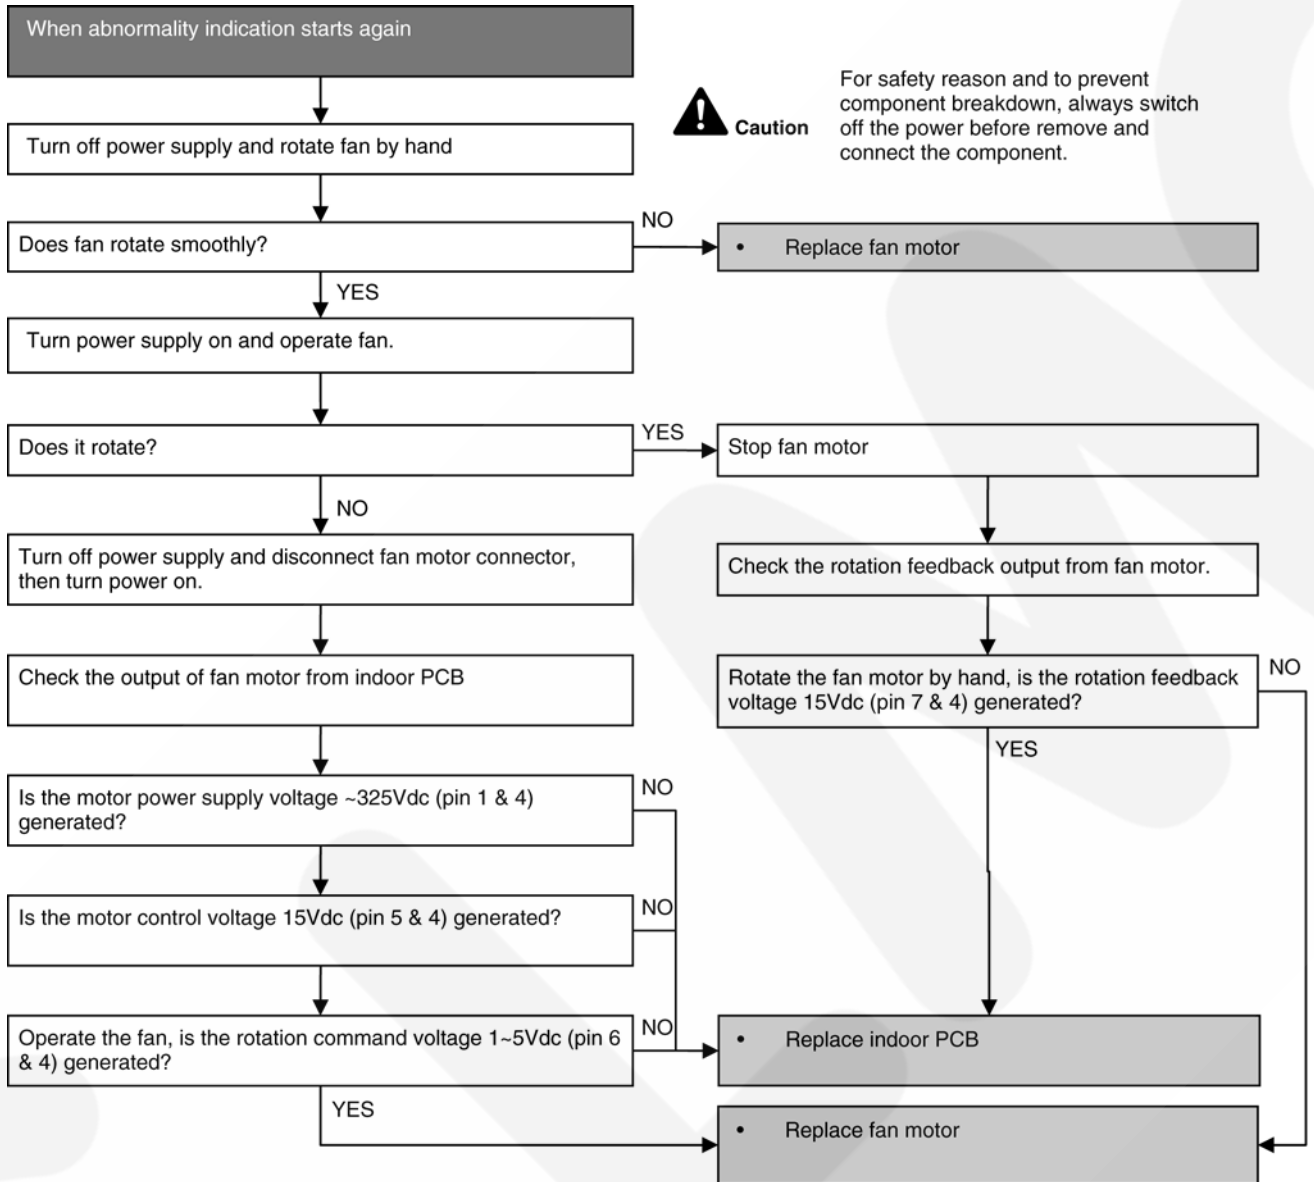 When abnormality indication starts again
For safety reason and to prevent
component breakdown, always switch
off the power before remove and
connect the component.
Caution
Turn off power supply and rotate fan by hand
Does fan rotate smoothly?
NO
• Replace fan motor
YES
Turn power supply on and operate fan.
Does it rotate?
YES
Stop fan motor
NO
Turn off power supply and disconnect fan motor connector,
then turn power on.
Check the rotation feedback output from fan motor.
Check the output of fan motor from indoor PCB
Rotate the fan motor by hand, is the rotation feedback
voltage 15Vdc (pin 7 & 4) generated?
NO
YES
Is the motor power supply voltage ~325Vdc (pin 1 & 4)
generated?
NO
Is the motor control voltage 15Vdc (pin 5 & 4) generated?
NO
Operate the fan, is the rotation command voltage 1~5Vdc (pin 6
& 4) generated?
NO
• Replace indoor PCB
YES
• Replace fan motor